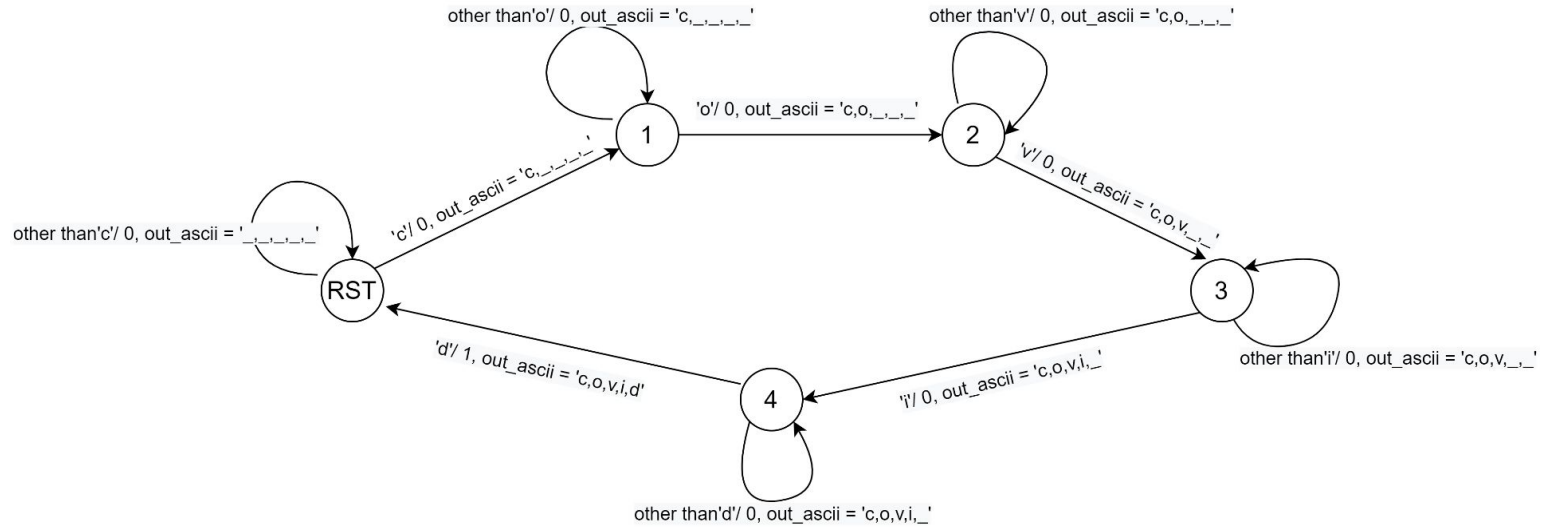 other than'o'/ 0, out_ascii = 'c,_,_,_,_'
other than'v'/ 0, out_ascii = 'c,o,_,_,_'
'o'/ 0, out_ascii = 'c,o,_,_,_'
1
2
'c'/ 0, out_ascii = 'c,_,_,_,_'
'v'/ 0, out_ascii = 'c,o,v,_,_'
other than'c'/ 0, out_ascii = '_,_,_,_,_'
RST
3
'd'/ 1, out_ascii = 'c,o,v,i,d'
'i'/ 0, out_ascii = 'c,o,v,i,_'
other than'i'/ 0, out_ascii = 'c,o,v,_,_'
4
other than'd'/ 0, out_ascii = 'c,o,v,i,_'